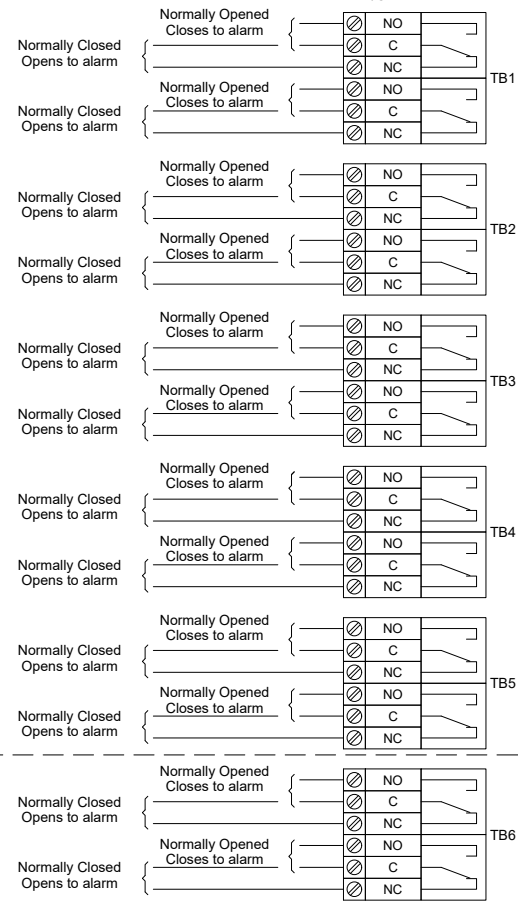 Normally Opened
Closes to alarm
NO
Normally Closed
Opens to alarm
C
NC
TB1
Normally Opened
Closes to alarm
NO
Normally Closed
Opens to alarm
C
NC
Normally Opened
Closes to alarm
NO
Normally Closed
Opens to alarm
C
NC
TB2
Normally Opened
Closes to alarm
NO
Normally Closed
Opens to alarm
C
NC
Normally Opened
Closes to alarm
NO
Normally Closed
Opens to alarm
C
NC
TB3
Normally Opened
Closes to alarm
NO
Normally Closed
Opens to alarm
C
NC
Normally Opened
Closes to alarm
NO
Normally Closed
Opens to alarm
C
NC
TB4
Normally Opened
Closes to alarm
NO
Normally Closed
Opens to alarm
C
NC
Normally Opened
Closes to alarm
NO
Normally Closed
Opens to alarm
C
NC
TB5
Normally Opened
Closes to alarm
NO
Normally Closed
Opens to alarm
C
NC
Normally Opened
Closes to alarm
NO
Normally Closed
Opens to alarm
C
NC
TB6
Normally Opened
Closes to alarm
NO
Normally Closed
Opens to alarm
C
NC